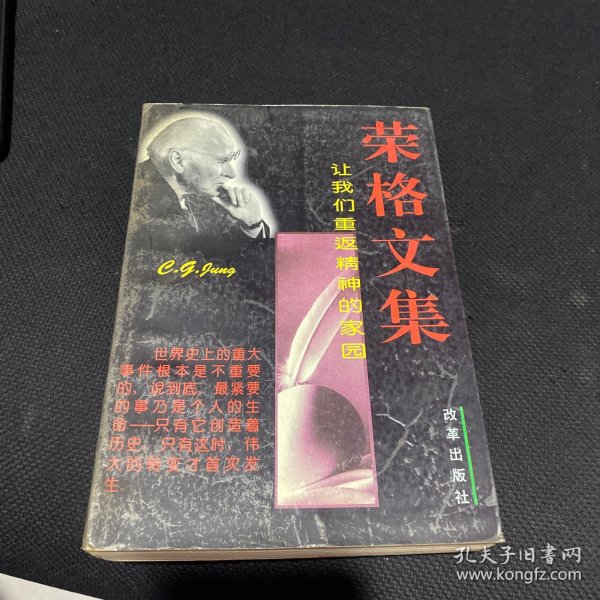 荣格文集
让我们重返精神的家园
C.G.Jung
世界史上的重大
事件根本是不重要
的，说到底，最紧要
的事乃是个人的生
命——只有它创造着
历史，只有这时，伟
大的转变才首次发
生
改革出版社
孔夫子旧书网
www.kongfz.com